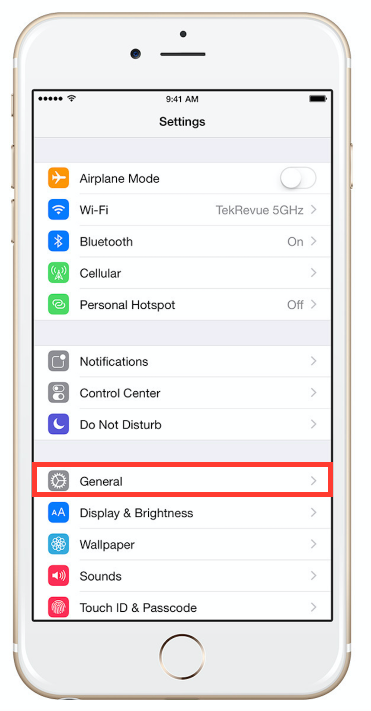 9:41 AM
Settings
Airplane Mode
Wi-Fi TekRevue 5GHz
Bluetooth On
Cellular
Personal Hotspot Off
Notifications
Control Center
Do Not Disturb
General
AA Display & Brightness
Wallpaper
Sounds
Touch ID & Passcode